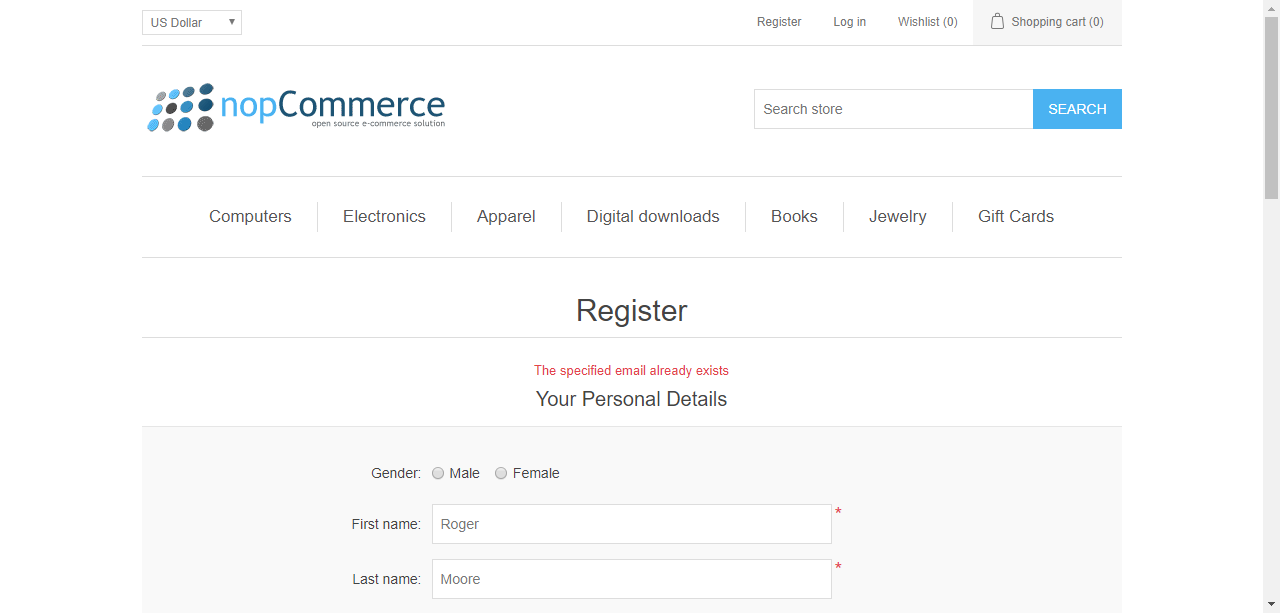 US Dollar
Register Log in Wishlist (0) Shopping cart (0)
nopCommerce
open source e-commerce solution
Search store SEARCH
Computers Electronics Apparel Digital downloads Books Jewelry Gift Cards
Register
The specified email already exists
Your Personal Details
Gender: Male Female
First name: Roger *
Last name: Moore *